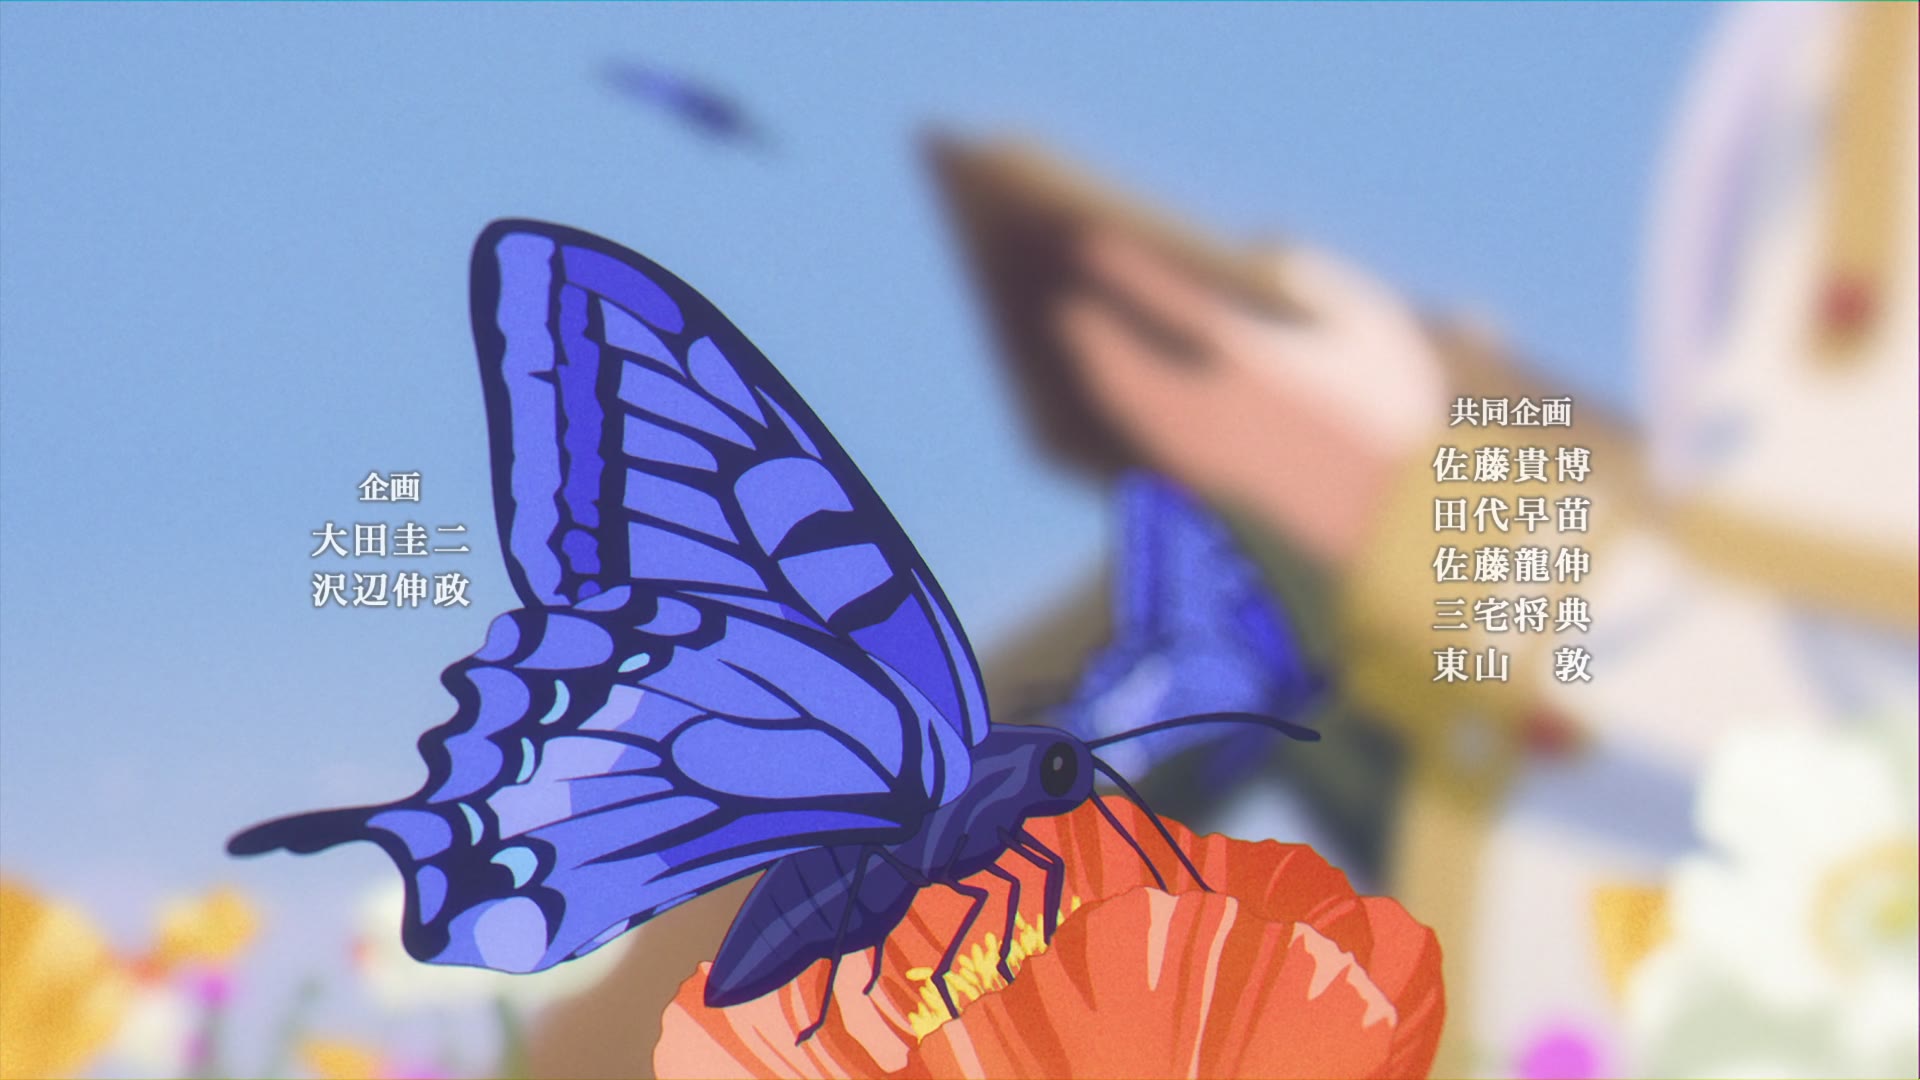 企画
大田圭二
沢辺伸政
共同企画
佐藤貴博
田代早苗
佐藤龍伸
三宅将典
東山　敦